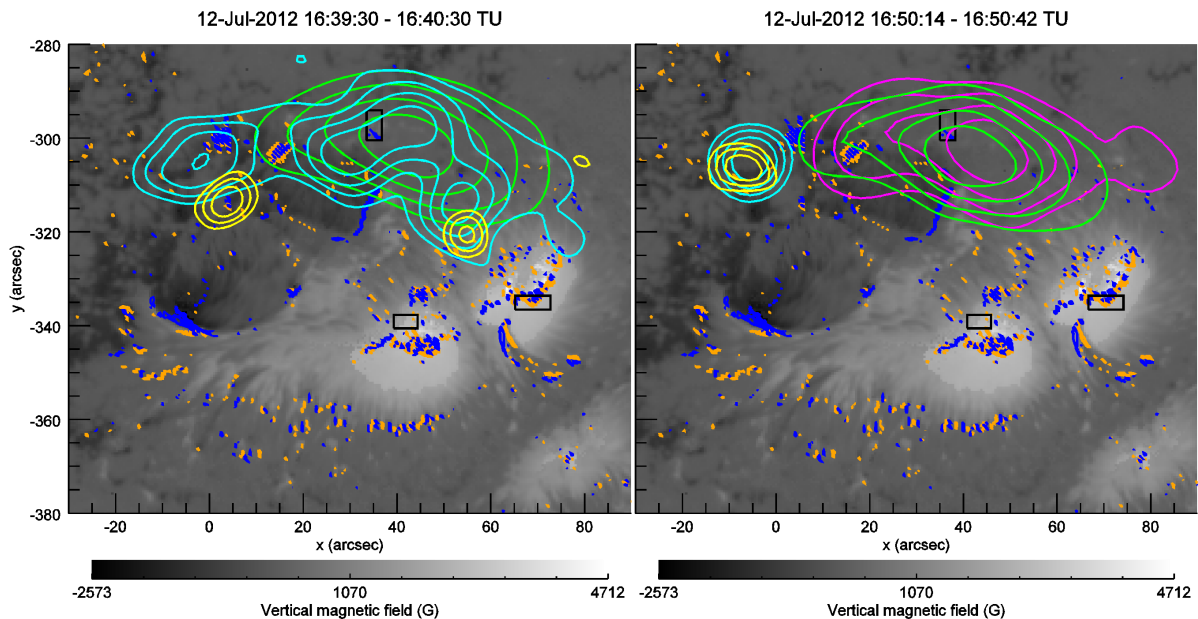 12-Jul-2012 16:39:30 - 16:40:30 TU
12-Jul-2012 16:50:14 - 16:50:42 TU
-280
-300
-320
-340
-360
-380
y (arcsec)
-20 0 20 40 60 80
-20 0 20 40 60 80
x (arcsec)
x (arcsec)
-2573 1070 4712
-2573 1070 4712
Vertical magnetic field (G)
Vertical magnetic field (G)